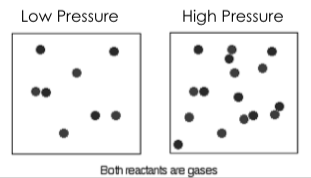 Low Pressure
High Pressure
Both reactants are gases